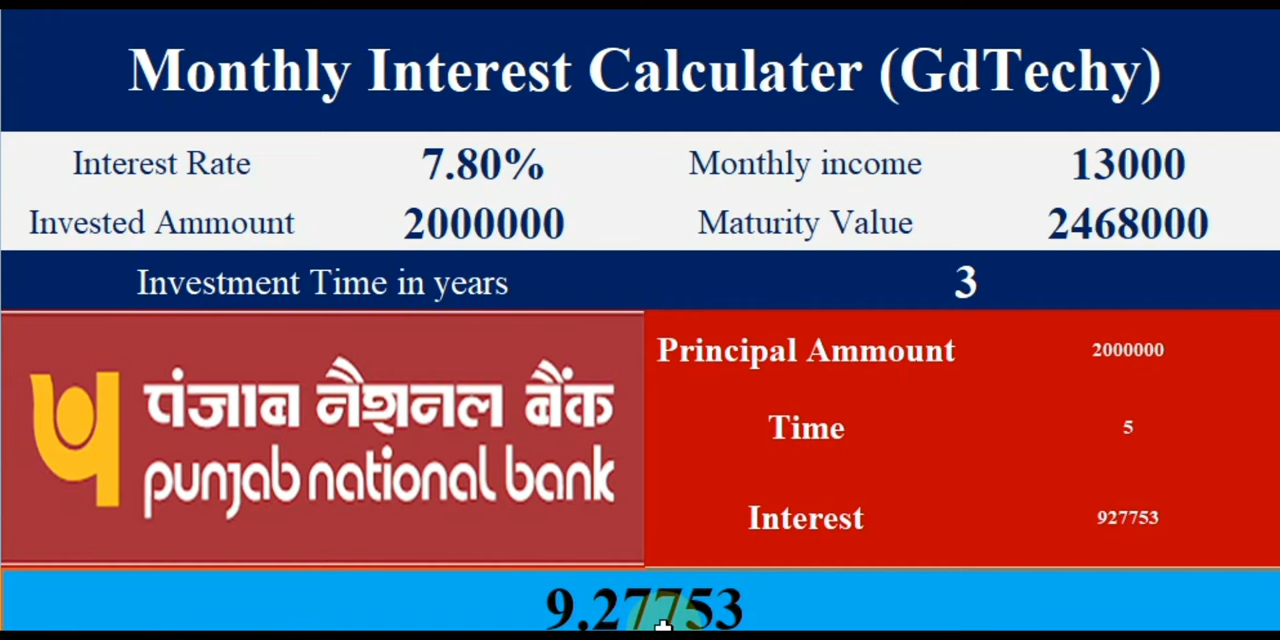 Monthly Interest Calculater (GdTechy)
Interest Rate 7.80% Monthly income 13000
Invested Ammount 2000000 Maturity Value 2468000
Investment Time in years 3
पंजाब नैशनल बैंक
punjab national bank
Principal Ammount 2000000
Time 5
Interest 927753
9.27753